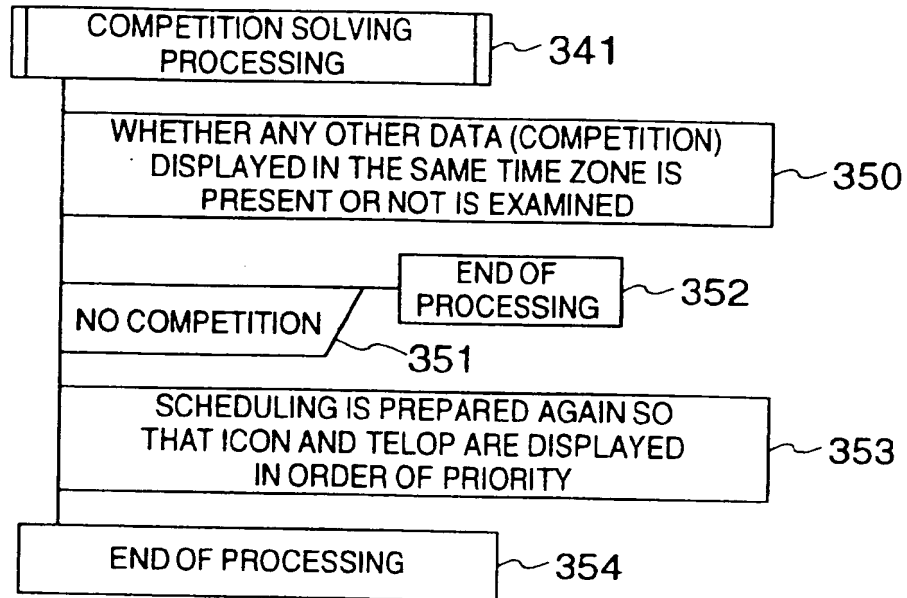 COMPETITION SOLVING
PROCESSING
341
WHETHER ANY OTHER DATA (COMPETITION)
DISPLAYED IN THE SAME TIME ZONE IS
PRESENT OR NOT IS EXAMINED
350
END OF
PROCESSING
352
NO COMPETITION
351
SCHEDULING IS PREPARED AGAIN SO
THAT ICON AND TELOP ARE DISPLAYED
IN ORDER OF PRIORITY
353
END OF PROCESSING
354